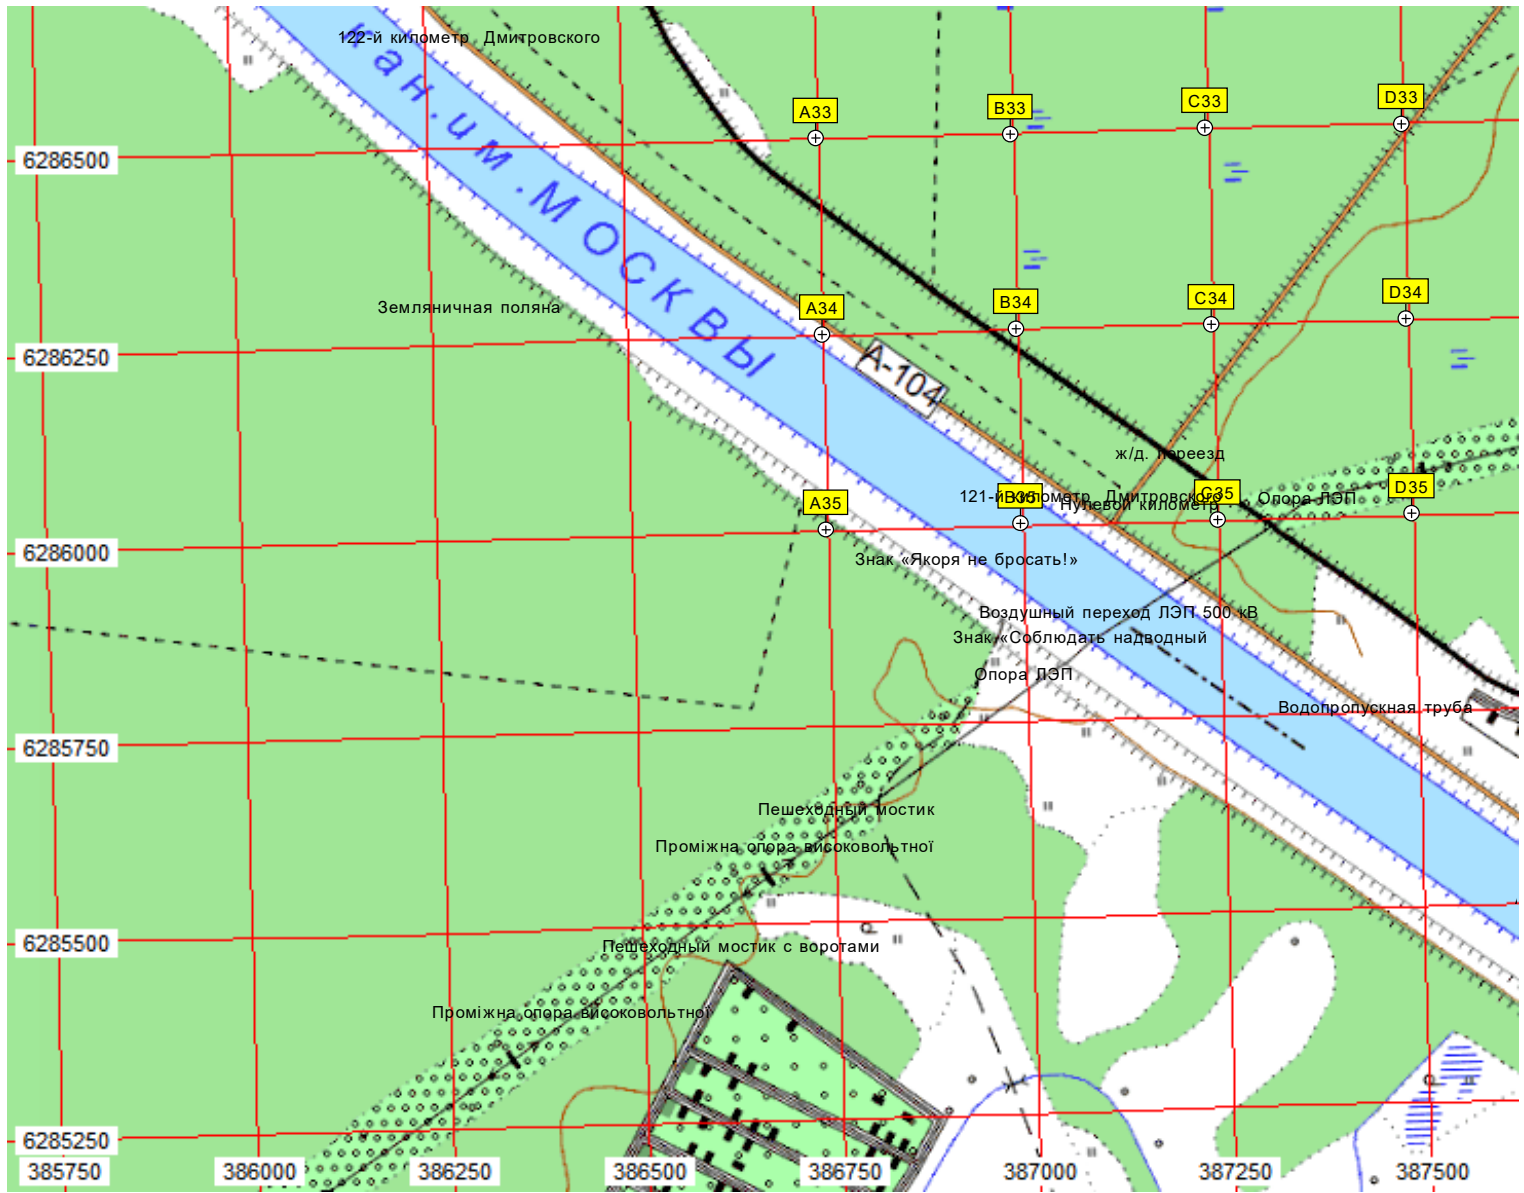 122-й километр Дмитровского
Кан.им.МОСКВЫ
A33
B33
C33
D33
6286500
Земляничная поляна
A34
B34
C34
D34
6286250
А-104
ж/д. переезд
A35
B35
C35
D35
121-й километр Дмитровского
Нулевой километр
Опора ЛЭП
6286000
Знак «Якоря не бросать!»
Воздушный переход ЛЭП 500 кВ
Знак «Соблюдать надводный
Опора ЛЭП
Водопропускная труба
6285750
Пешеходный мостик
Проміжна опора високовольтної
6285500
Пешеходный мостик с воротами
Проміжна опора високовольтної
6285250
385750
386000
386250
386500
386750
387000
387250
387500